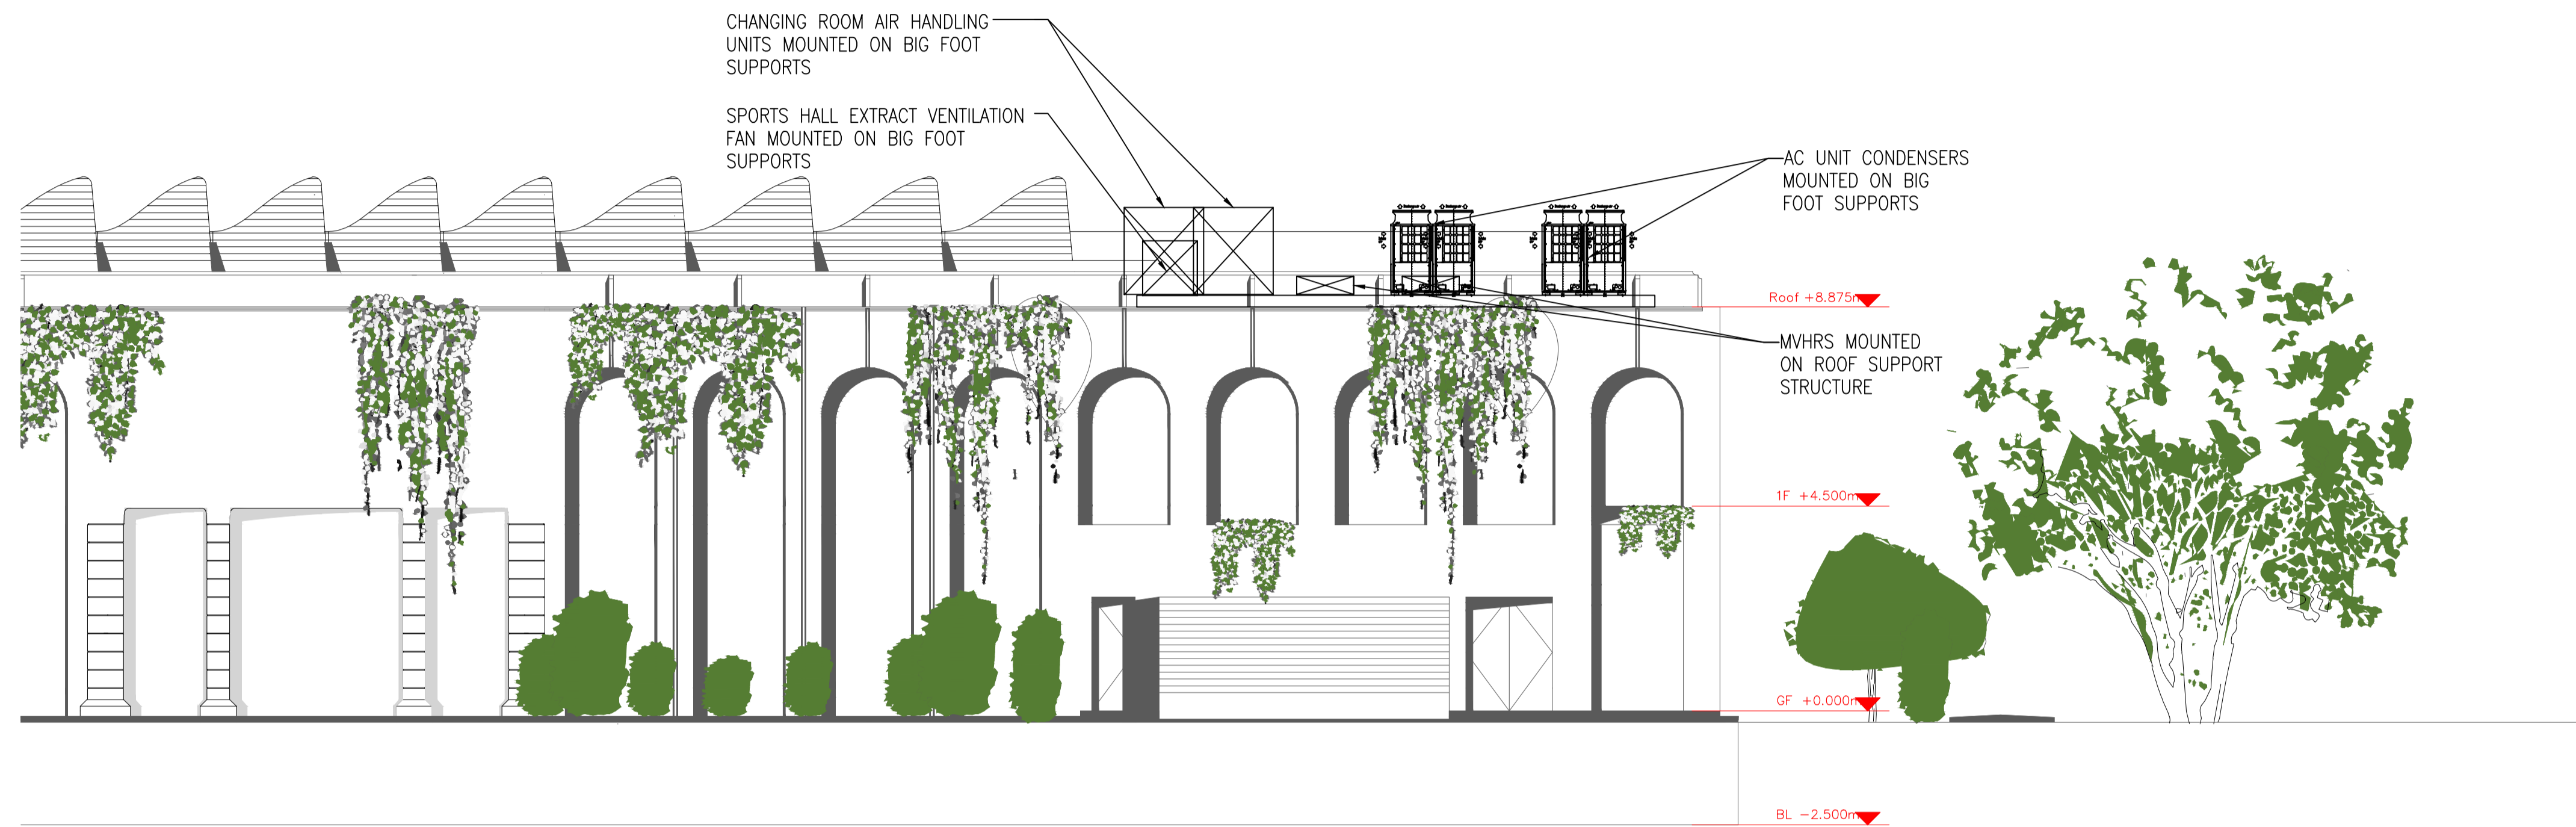 CHANGING ROOM AIR HANDLING
UNITS MOUNTED ON BIG FOOT
SUPPORTS
SPORTS HALL EXTRACT VENTILATION
FAN MOUNTED ON BIG FOOT
SUPPORTS
AC UNIT CONDENSERS
MOUNTED ON BIG
FOOT SUPPORTS
Roof +8.875m
MVHRS MOUNTED
ON ROOF SUPPORT
STRUCTURE
1F +4.500m
GF +0.000m
BL -2.500m